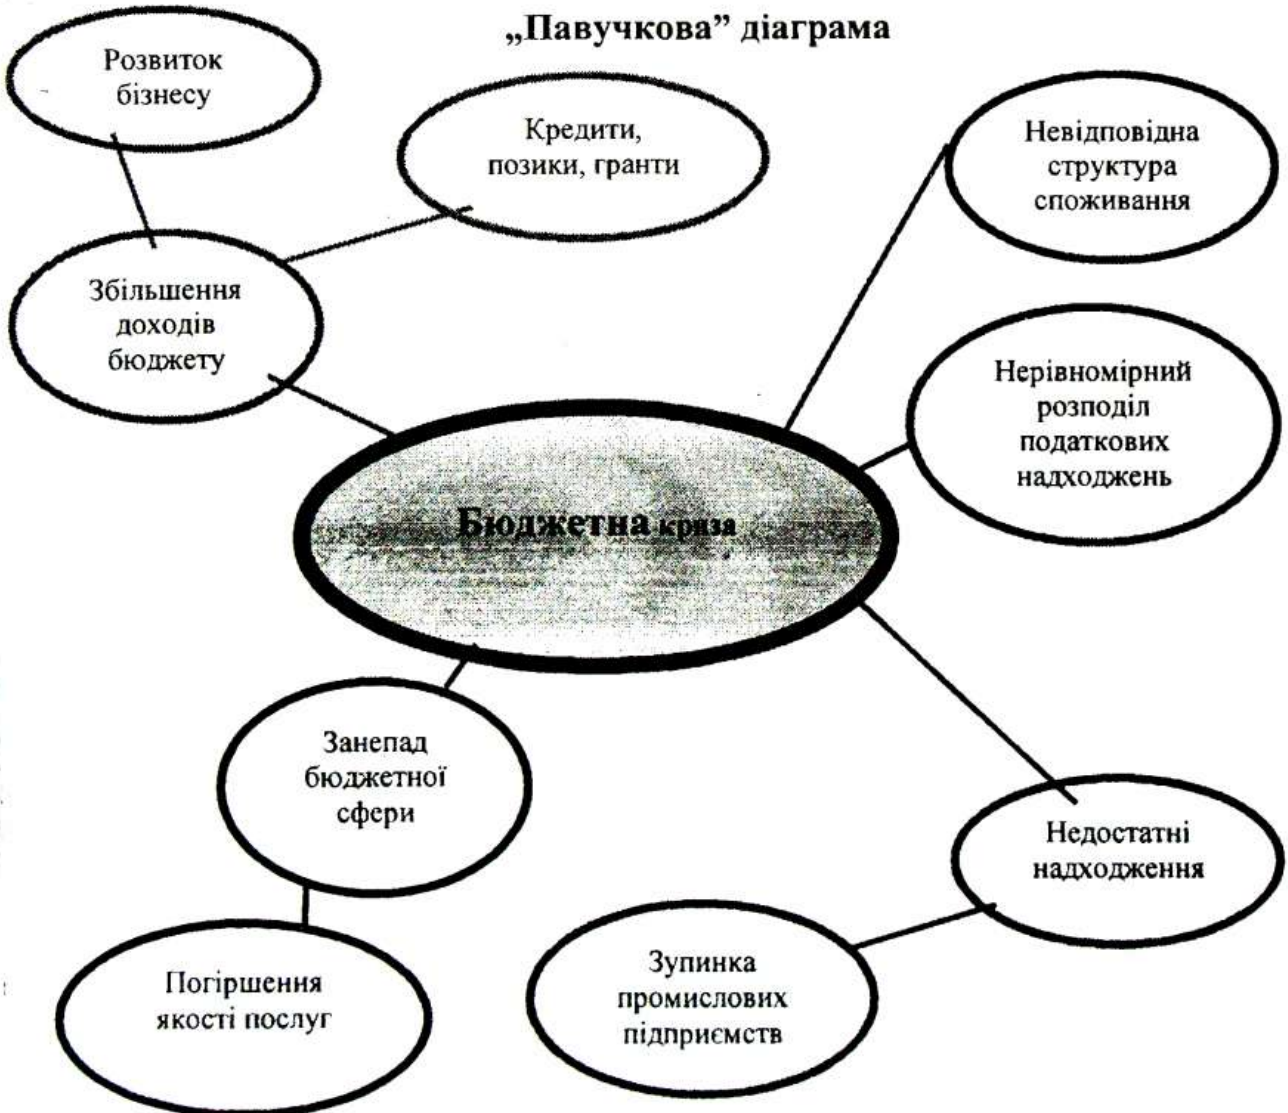 „Павучкова” діаграма
Розвиток
бізнесу
Кредити,
позики, гранти
Невідповідна
структура
споживання
Збільшення
доходів
бюджету
Нерівномірний
розподіл
податкових
надходжень
Бюджетна криза
Занепад
бюджетної
сфери
Недостатні
надходження
Погіршення
якості послуг
Зупинка
промислових
підприємств